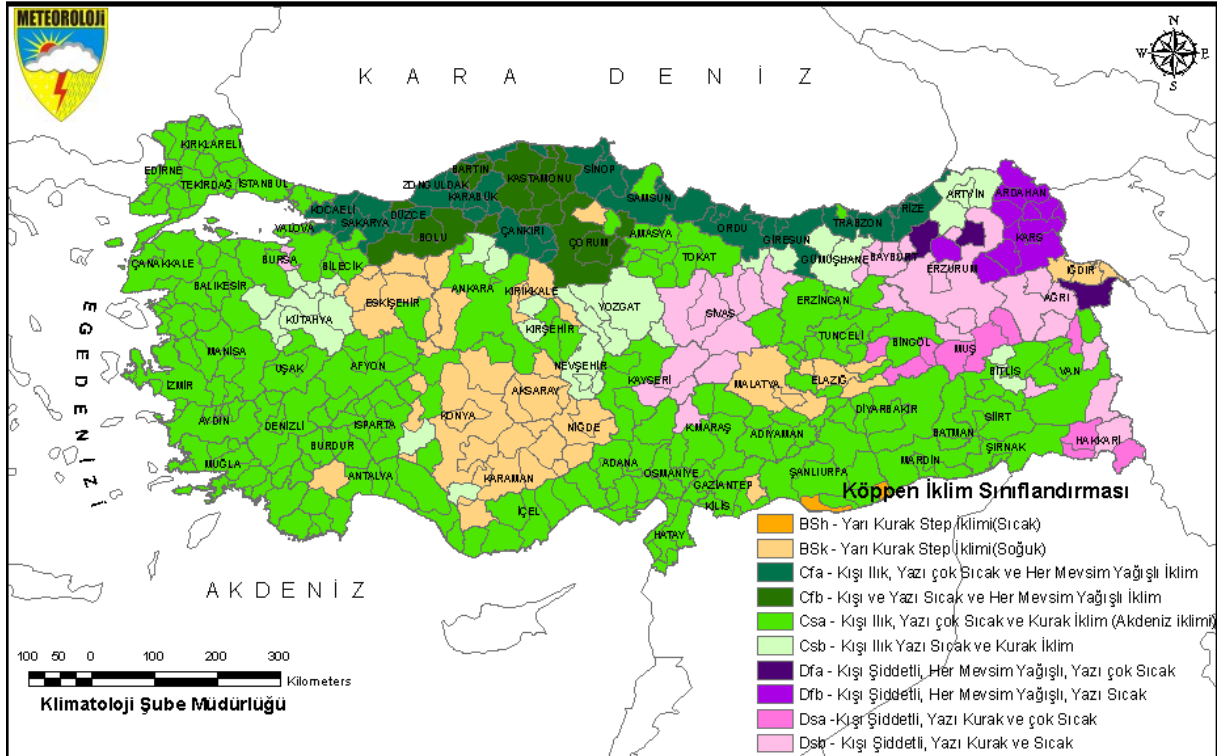 METEOROLOJİ
N
W
E
S
KARA DENİZ
KIRKLARELİ
EDİRNE
TEKİRDAĞ
İSTANBUL
KOCAELİ
YALOVA
SAKARYA
DÜZCE
ZONGULDAK
BARTIN
KARABÜK
KASTAMONU
SİNOP
SAMSUN
BOLU
ÇANKIRI
ÇORUM
AMASYA
ORDU
GİRESUN
TRABZON
RİZE
ARTVİN
ARDAHAN
KARS
ÇANAKKALE
BURSA
BİLECİK
BALIKESİR
KÜTAHYA
ESKİŞEHİR
ANKARA
KIRIKKALE
KIRŞEHİR
YOZGAT
TOKAT
SİVAS
GÜMÜŞHANE
BAYBURT
ERZURUM
ERZİNCAN
TUNCELİ
BİNGÖL
MUŞ
AĞRI
IĞDIR
EGE DENİZİ
MANİSA
UŞAK
AFYON
İZMİR
AYDIN
DENİZLİ
ISPARTA
BURDUR
MUĞLA
ANTALYA
KONYA
AKSARAY
NEVŞEHİR
NİĞDE
KARAMAN
KAYSERİ
İÇEL
ADANA
OSMANİYE
K.MARAŞ
GAZİANTEP
KİLİS
HATAY
MALATYA
ELAZIĞ
ADIYAMAN
DİYARBAKIR
ŞANLIURFA
MARDİN
BATMAN
SİİRT
ŞIRNAK
BİTLİS
VAN
HAKKARİ
AKDENİZ
Köppen İklim Sınıflandırması
BSh - Yarı Kurak Step İklimi(Sıcak)
BSk - Yarı Kurak Step İklimi(Soğuk)
Cfa - Kışı Ilık, Yazı çok Sıcak ve Her Mevsim Yağışlı İklim
Cfb - Kışı ve Yazı Sıcak ve Her Mevsim Yağışlı İklim
Csa - Kışı Ilık, Yazı çok Sıcak ve Kurak İklim (Akdeniz iklimi)
Csb - Kışı Ilık Yazı Sıcak ve Kurak İklim
Dfa - Kışı Şiddetli, Her Mevsim Yağışlı, Yazı çok Sıcak
Dfb - Kışı Şiddetli, Her Mevsim Yağışlı, Yazı Sıcak
Dsa -Kışı Şiddetli, Yazı Kurak ve çok Sıcak
Dsb - Kışı Şiddetli, Yazı Kurak ve Sıcak
100 50 0 100 200 300
Kilometers
Klimatoloji Şube Müdürlüğü